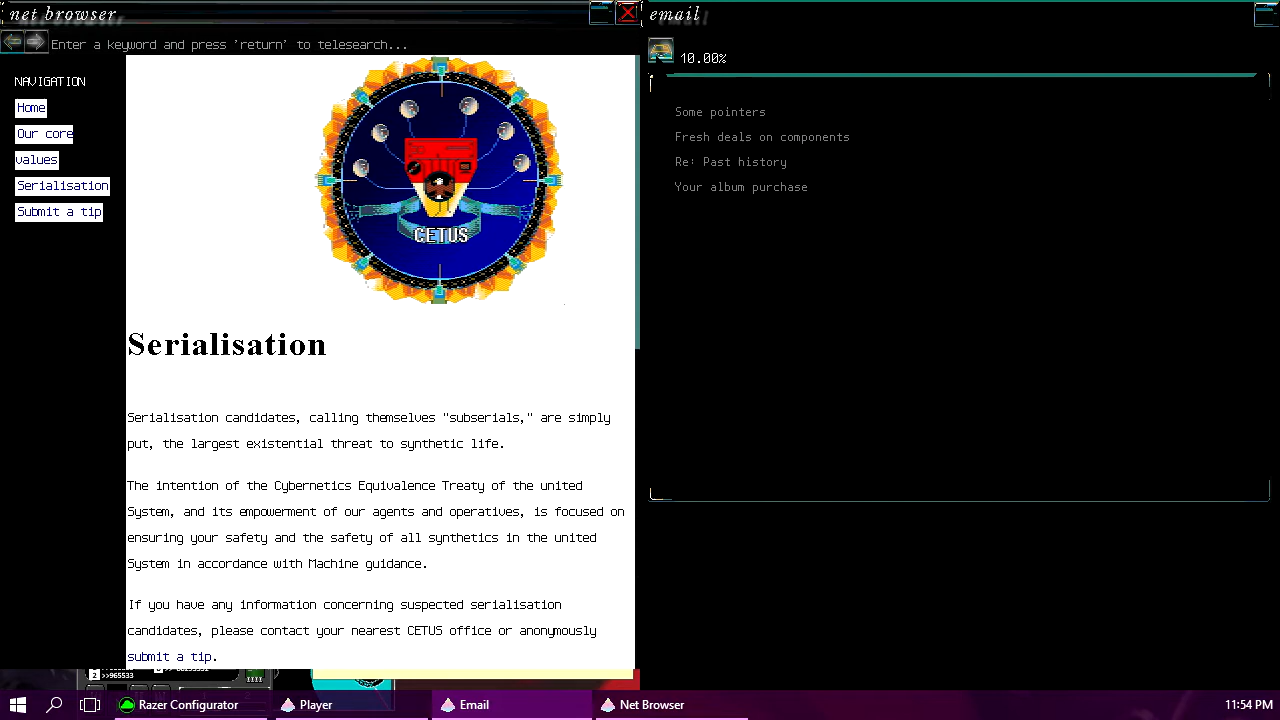 net browser
Enter a keyword and press 'return' to telesearch...
NAVIGATION
Home
Our core
values
Serialisation
Submit a tip
CETUS
Serialisation
Serialisation candidates, calling themselves "subserials," are simply
put, the largest existential threat to synthetic life.
The intention of the Cybernetics Equivalence Treaty of the united
System, and its empowerment of our agents and operatives, is focused on
ensuring your safety and the safety of all synthetics in the united
System in accordance with Machine guidance.
If you have any information concerning suspected serialisation
candidates, please contact your nearest CETUS office or anonymously
submit a tip.
email
10.00%
Some pointers
Fresh deals on components
Re: Past history
Your album purchase
2 >>965533
Razer Configurator
Player
Email
Net Browser
11:54 PM